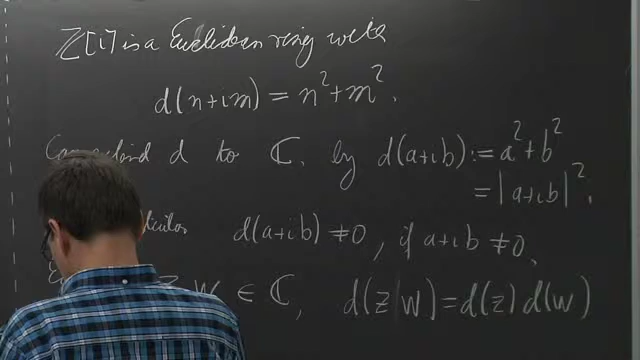 Z[i] is a Euclidean ring with
d(n+im) = n²+m².
d to ℂ, by d(a+ib) := a²+b²
= |a+ib|².
d(a+ib) ≠0, if a+ib ≠0,
W ∈ ℂ, d(z w) = d(z) d(w)